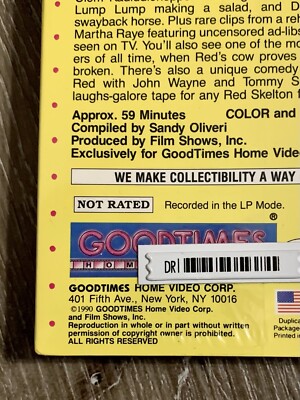 Lump Lump making a salad, and D
swayback horse. Plus rare clips from a reh
Martha Raye featuring uncensored ad-libs
seen on TV. You'll also see one of the mo
ers of all time, when Red's cow proves h
broken. There's also a unique comedy
Red with John Wayne and Tommy S
laughs-galore tape for any Red Skelton f
Approx. 59 Minutes COLOR and
Compiled by Sandy Oliveri
Produced by Film Shows, Inc.
Exclusively for GoodTimes Home Video
WE MAKE COLLECTIBILITY A WAY
NOT RATED Recorded in the LP Mode.
GOODTIMES
HOM
DRI
GOODTIMES HOME VIDEO CORP.
401 Fifth Ave., New York, NY 10016
©1990 GOODTIMES Home Video Corp.
and Film Shows, Inc.
Reproduction in whole or in part without written
permission of copyright owner is prohibited.
ALL RIGHTS RESERVED
Duplica
Package
Printed in